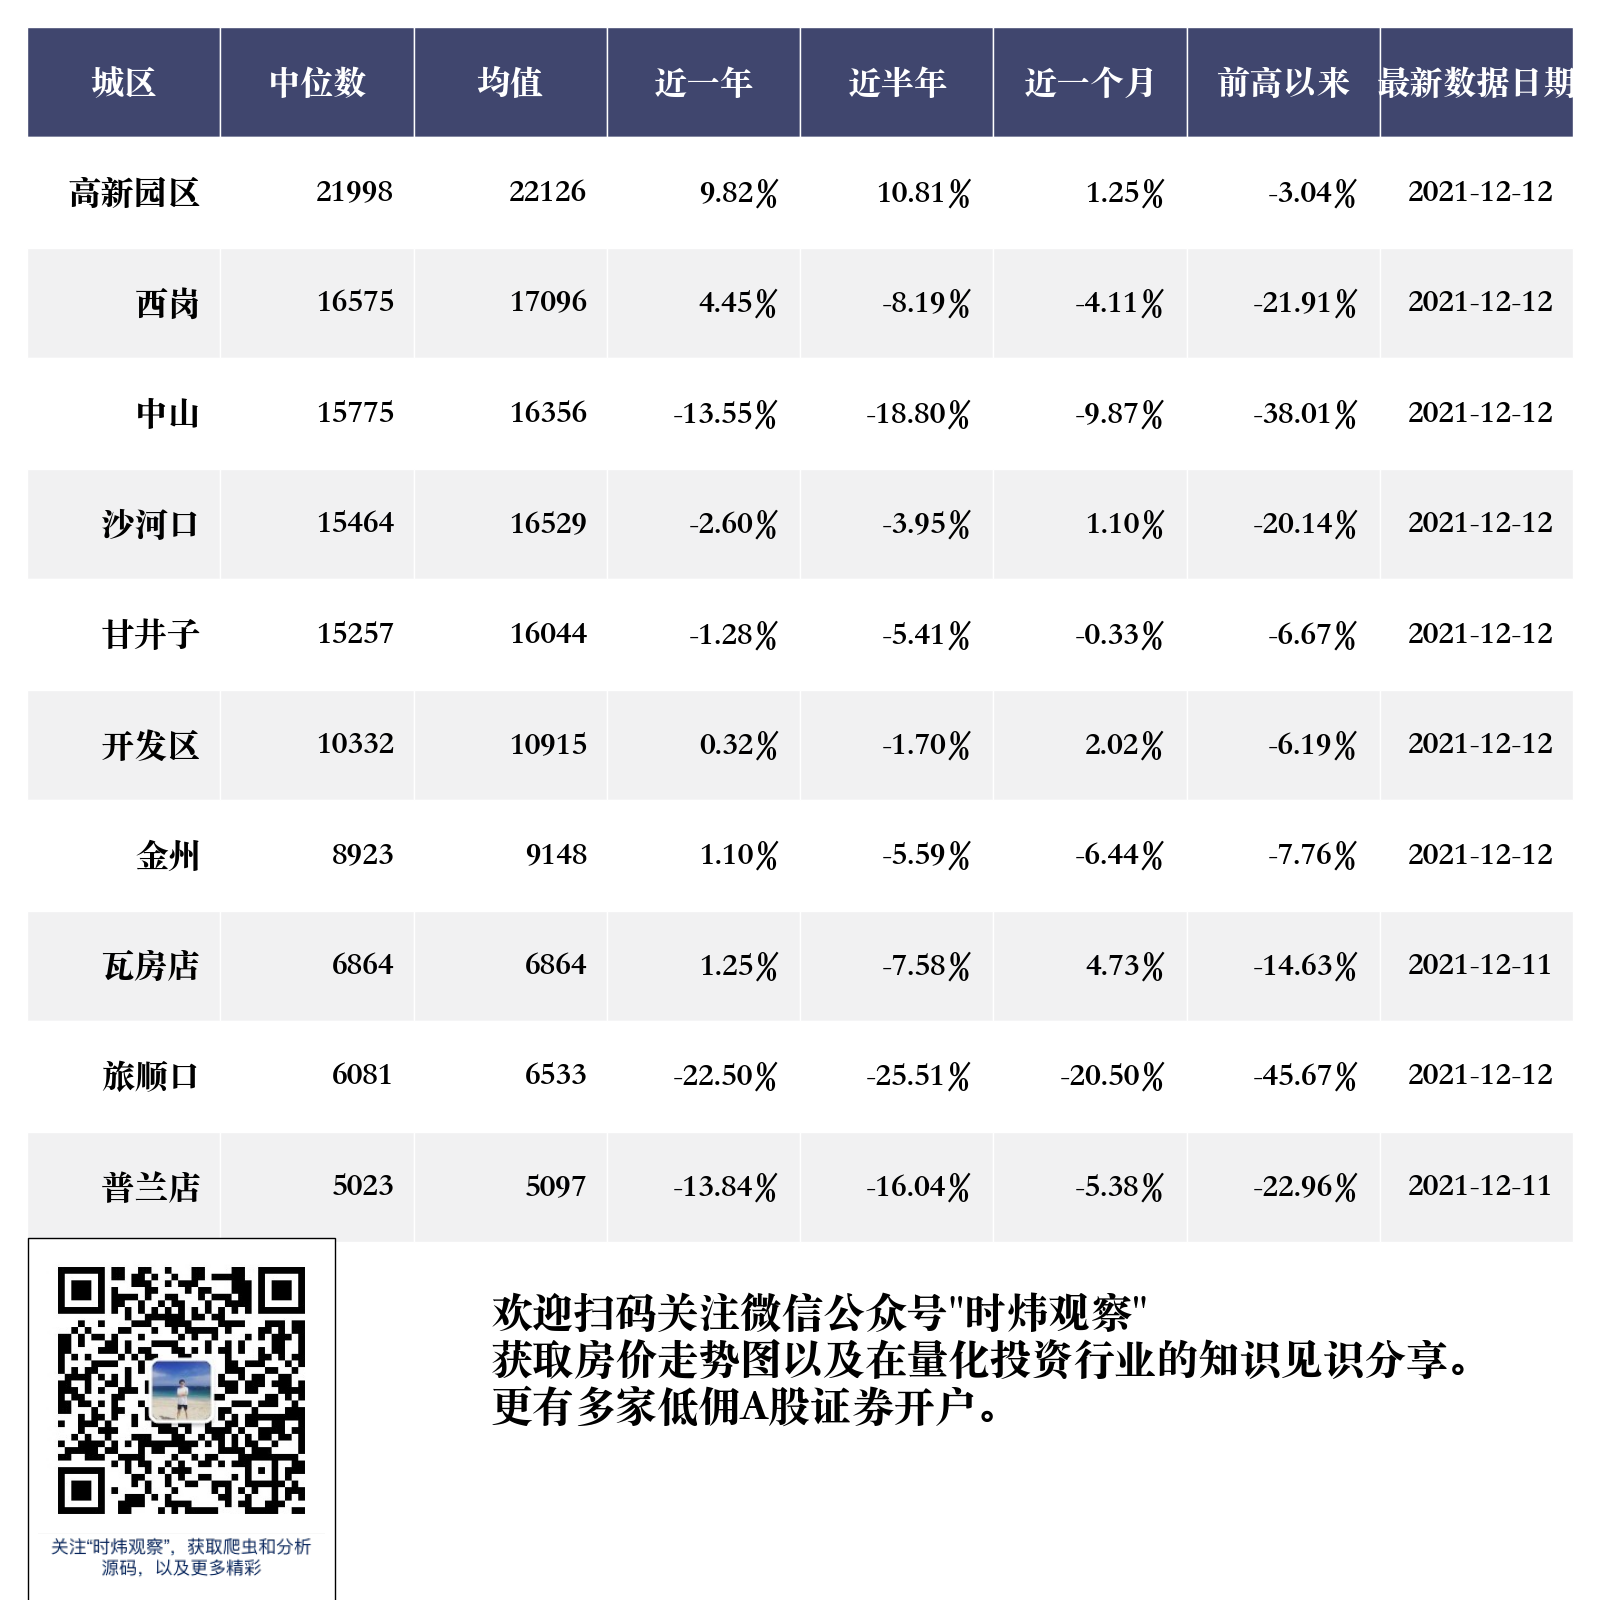 城区 中位数 均值 近一年 近半年 近一个月 前高以来 最新数据日期
高新园区 21998 22126 9.82% 10.81% 1.25% -3.04% 2021-12-12
西岗 16575 17096 4.45% -8.19% -4.11% -21.91% 2021-12-12
中山 15775 16356 -13.55% -18.80% -9.87% -38.01% 2021-12-12
沙河口 15464 16529 -2.60% -3.95% 1.10% -20.14% 2021-12-12
甘井子 15257 16044 -1.28% -5.41% -0.33% -6.67% 2021-12-12
开发区 10332 10915 0.32% -1.70% 2.02% -6.19% 2021-12-12
金州 8923 9148 1.10% -5.59% -6.44% -7.76% 2021-12-12
瓦房店 6864 6864 1.25% -7.58% 4.73% -14.63% 2021-12-11
旅顺口 6081 6533 -22.50% -25.51% -20.50% -45.67% 2021-12-12
普兰店 5023 5097 -13.84% -16.04% -5.38% -22.96% 2021-12-11
欢迎扫码关注微信公众号"时炜观察"
获取房价走势图以及在量化投资行业的知识见识分享。
更有多家低佣A股证券开户。
关注“时炜观察”，获取爬虫和分析
源码，以及更多精彩